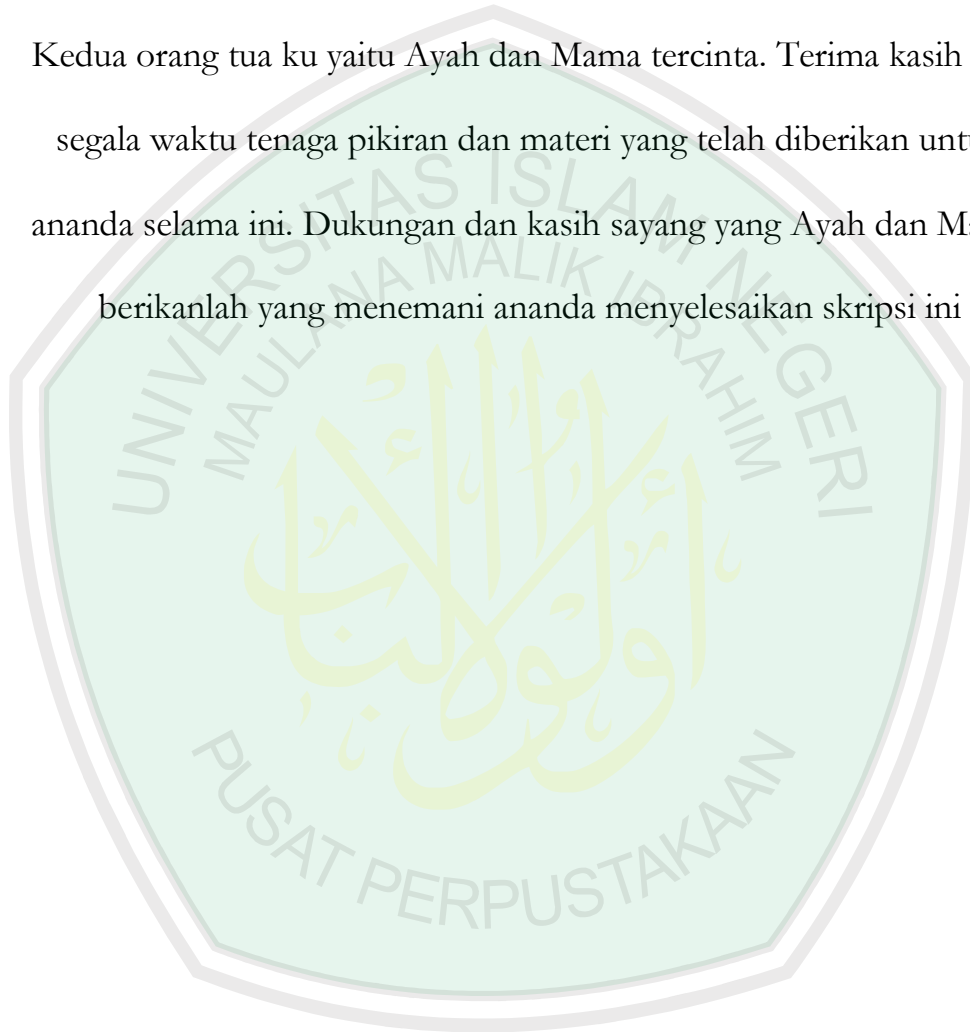 Kedua orang tua ku yaitu Ayah dan Mama tercinta. Terima kasih
segala waktu tenaga pikiran dan materi yang telah diberikan
ananda selama ini. Dukungan dan kasih sayang yang Ayah dan
berikanlah yang menemani ananda menyelesaikan skripsi ini
UNIVERSITAS ISLAM NEGERI
MAULANA MALIK IBRAHIM
أولوا الألباب
PUSAT PERPUSTAKAAN